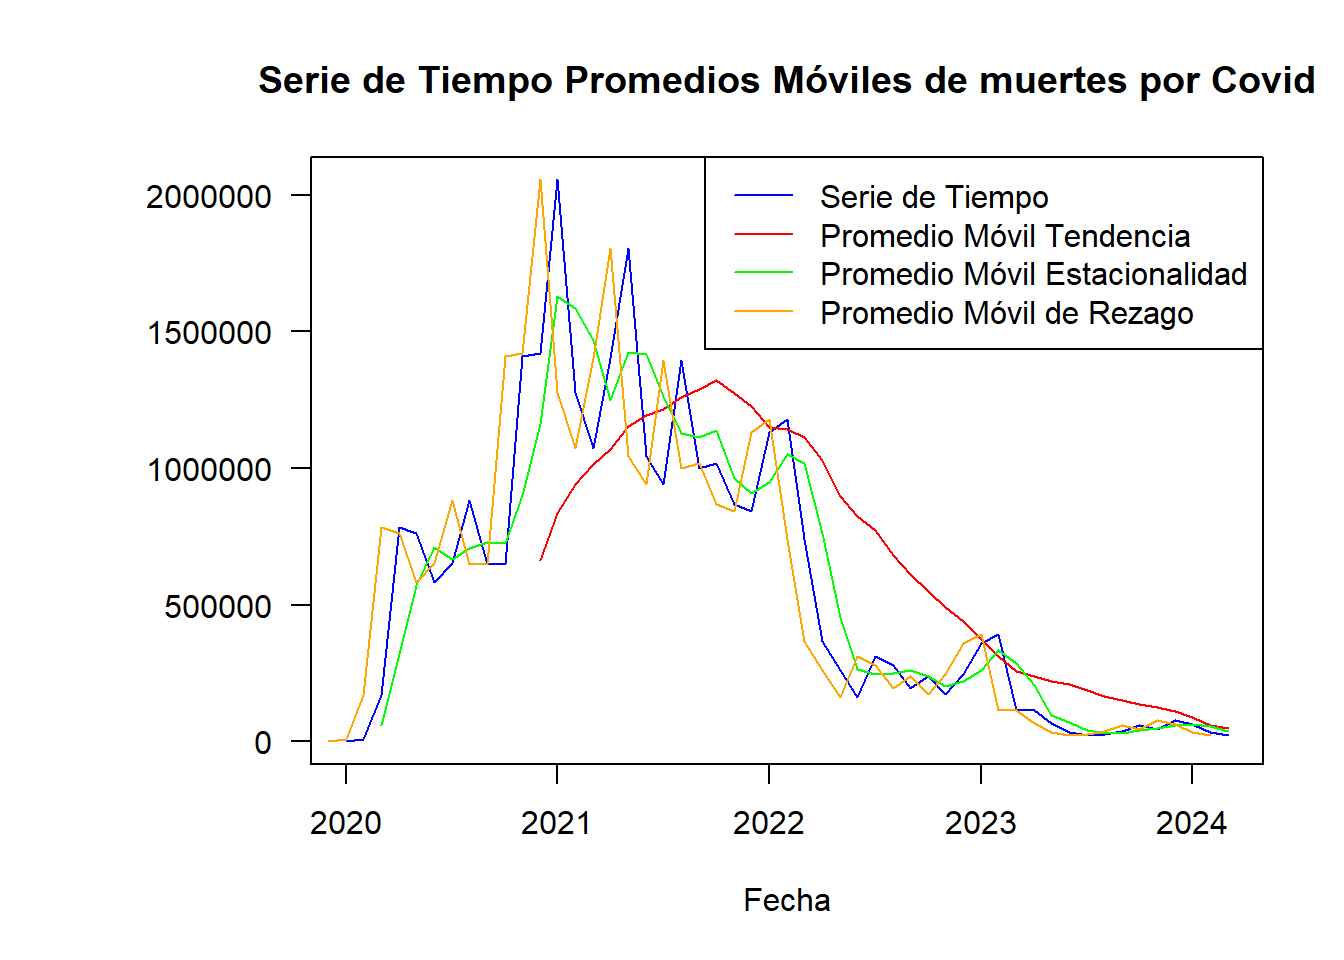 Serie de Tiempo Promedios Móviles de muertes por Covid
2000000
1500000
1000000
500000
0
Serie de Tiempo
Promedio Móvil Tendencia
Promedio Móvil Estacionalidad
Promedio Móvil de Rezago
2020 2021 2022 2023 2024
Fecha